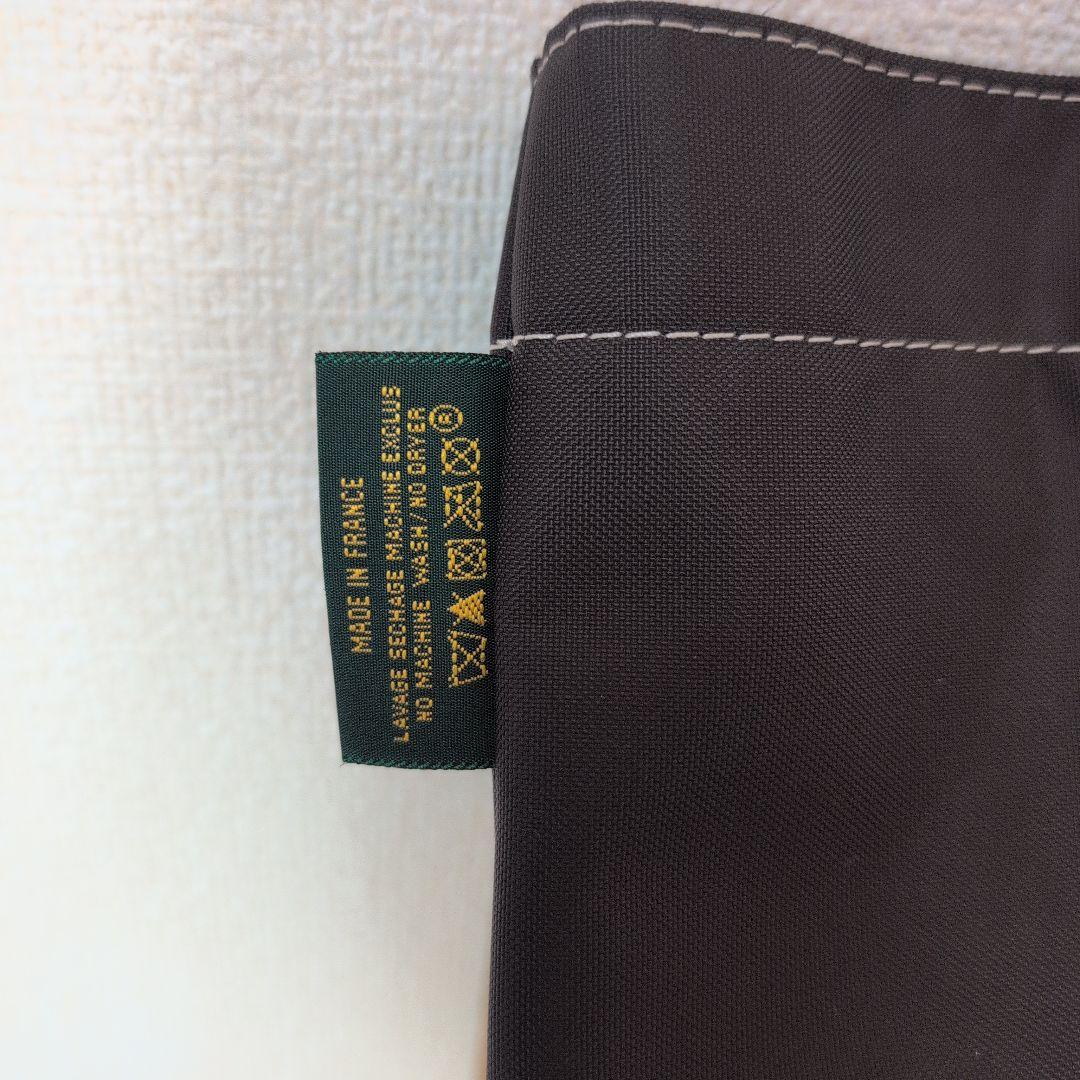 MADE IN FRANCE
LAVAGE SECHAGE MACHINE EXCLUS
NO MACHINE WASH/NO DRYER
®